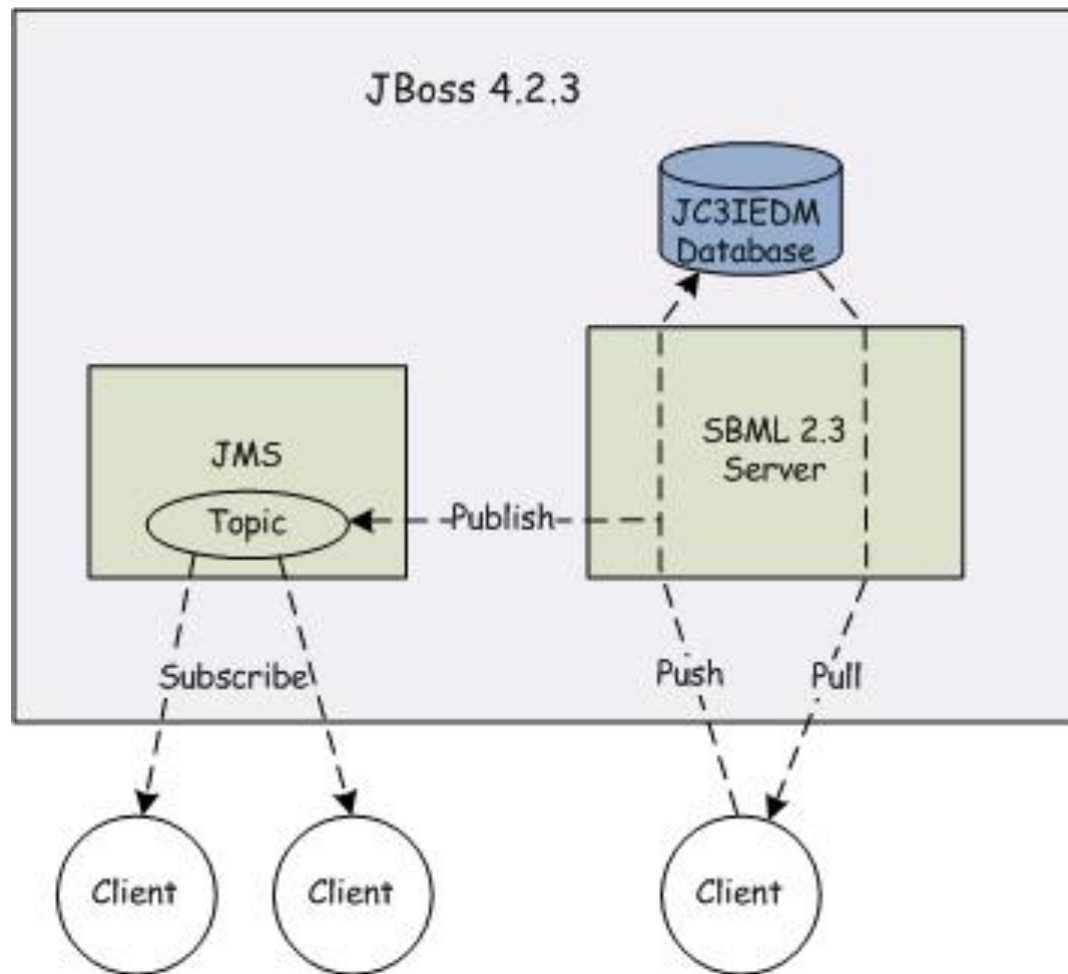 JBoss 4.2.3
JC3IEDM
Database
SBML 2.3
Server
JMS
Topic
Publish
Subscribe
Push
Pull
Client
Client
Client